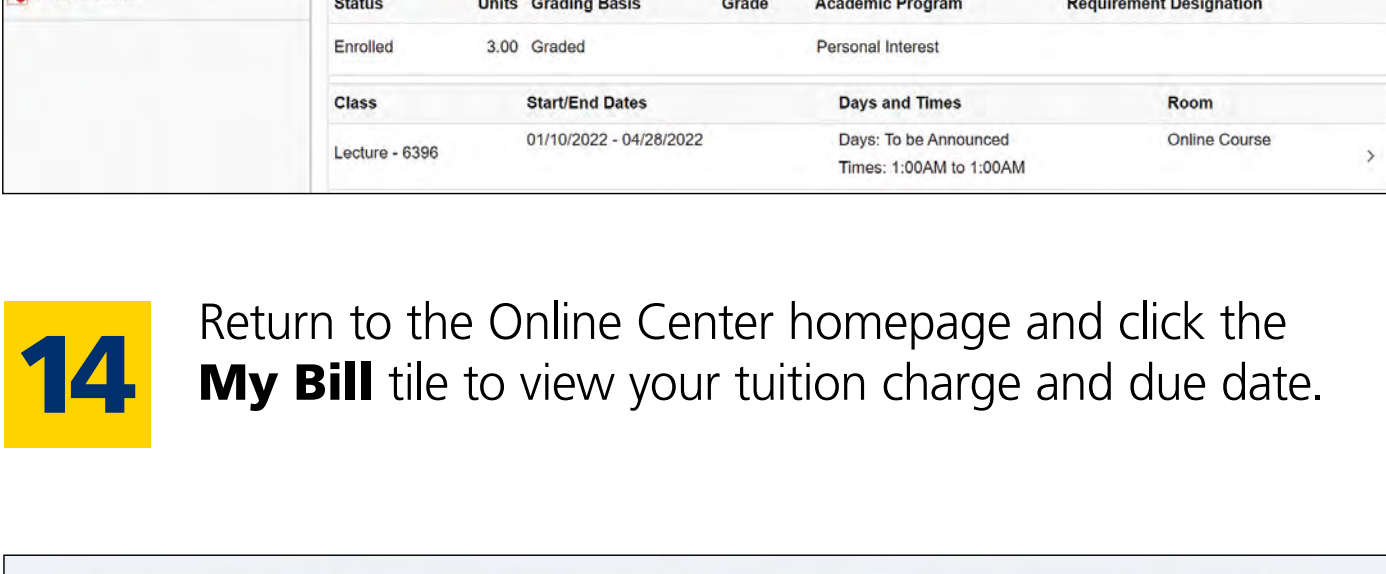 Status Units Grading Basis Grade Academic Program Requirement Designation
Enrolled 3.00 Graded Personal Interest
Class Start/End Dates Days and Times Room
Lecture - 6396 01/10/2022 - 04/28/2022 Days: To be Announced Online Course
Times: 1:00AM to 1:00AM
14 Return to the Online Center homepage and click the
My Bill tile to view your tuition charge and due date.